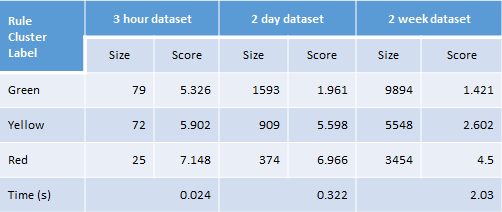 Rule Cluster Label 3 hour dataset 2 day dataset 2 week dataset
Size Score Size Score Size Score
Green 79 5.326 1593 1.961 9894 1.421
Yellow 72 5.902 909 5.598 5548 2.602
Red 25 7.148 374 6.966 3454 4.5
Time (s) 0.024 0.322 2.03